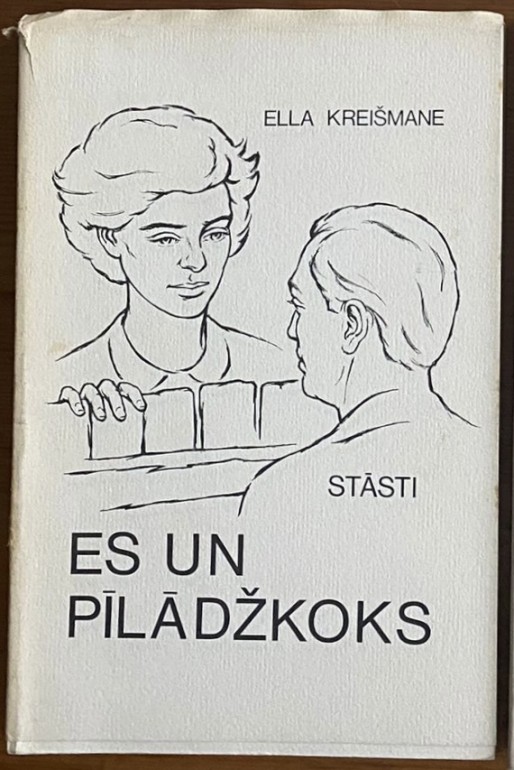 ELLA KREIŠMANE
STĀSTI
ES UN
PĪLĀDŽKOKS